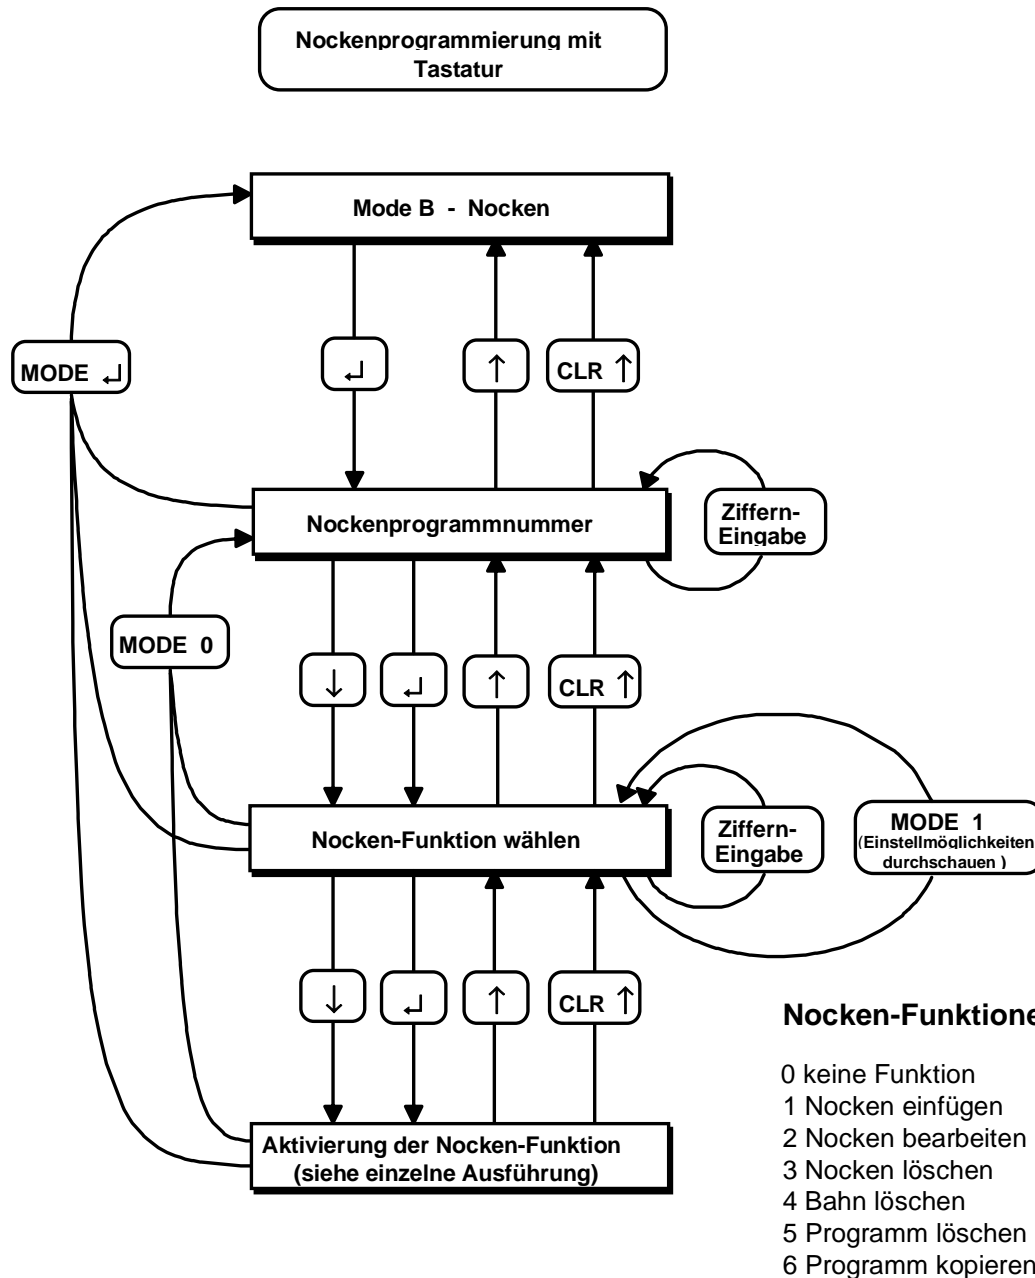 Nockenprogrammierung mit
Tastatur
Mode B - Nocken
MODE ↵
↵
↑
CLR ↑
Nockenprogrammnummer
Ziffern-
Eingabe
MODE 0
↓
↵
↑
CLR ↑
Nocken-Funktion wählen
Ziffern-
Eingabe
MODE 1
(Einstellmöglichkeiten
durchschauen )
↓
↵
↑
CLR ↑
Nocken-Funktione
0 keine Funktion
1 Nocken einfügen
2 Nocken bearbeiten
3 Nocken löschen
4 Bahn löschen
5 Programm löschen
6 Programm kopieren
Aktivierung der Nocken-Funktion
(siehe einzelne Ausführung)